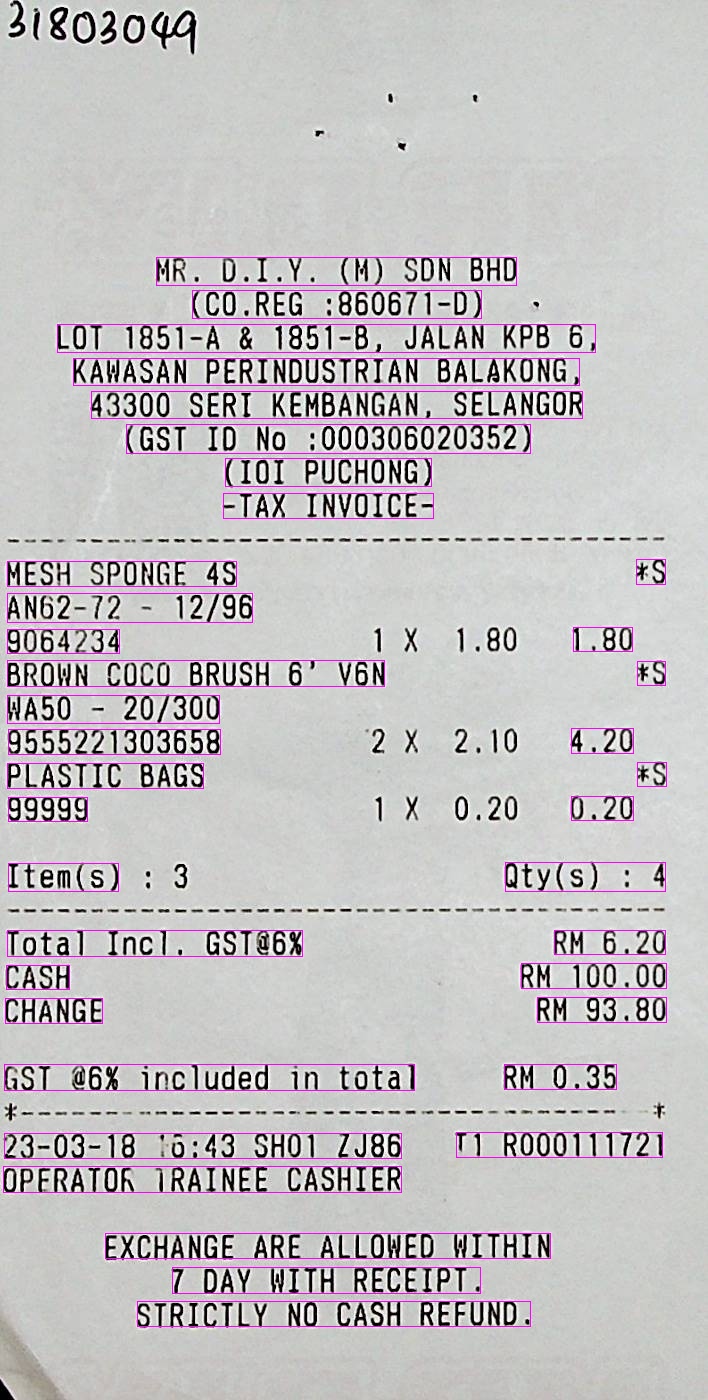 31803049
MR. D.I.Y. (M) SDN BHD
(CO.REG :860671-D)
LOT 1851-A & 1851-B, JALAN KPB 6,
KAWASAN PERINDUSTRIAN BALAKONG,
43300 SERI KEMBANGAN, SELANGOR
(GST ID No :000306020352)
(IOI PUCHONG)
-TAX INVOICE-
MESH SPONGE 4S *S
AN62-72 - 12/96
9064234 1 X 1.80 1.80
BROWN COCO BRUSH 6' V6N *S
WA50 - 20/300
9555221303658 2 X 2.10 4.20
PLASTIC BAGS *S
99999 1 X 0.20 0.20
Item(s) : 3 Qty(s) : 4
Total Incl. GST@6% RM 6.20
CASH RM 100.00
CHANGE RM 93.80
GST @6% included in total RM 0.35
23-03-18 16:43 SH01 ZJ86 T1 R000111721
OPERATOR TRAINEE CASHIER
EXCHANGE ARE ALLOWED WITHIN
7 DAY WITH RECEIPT.
STRICTLY NO CASH REFUND.